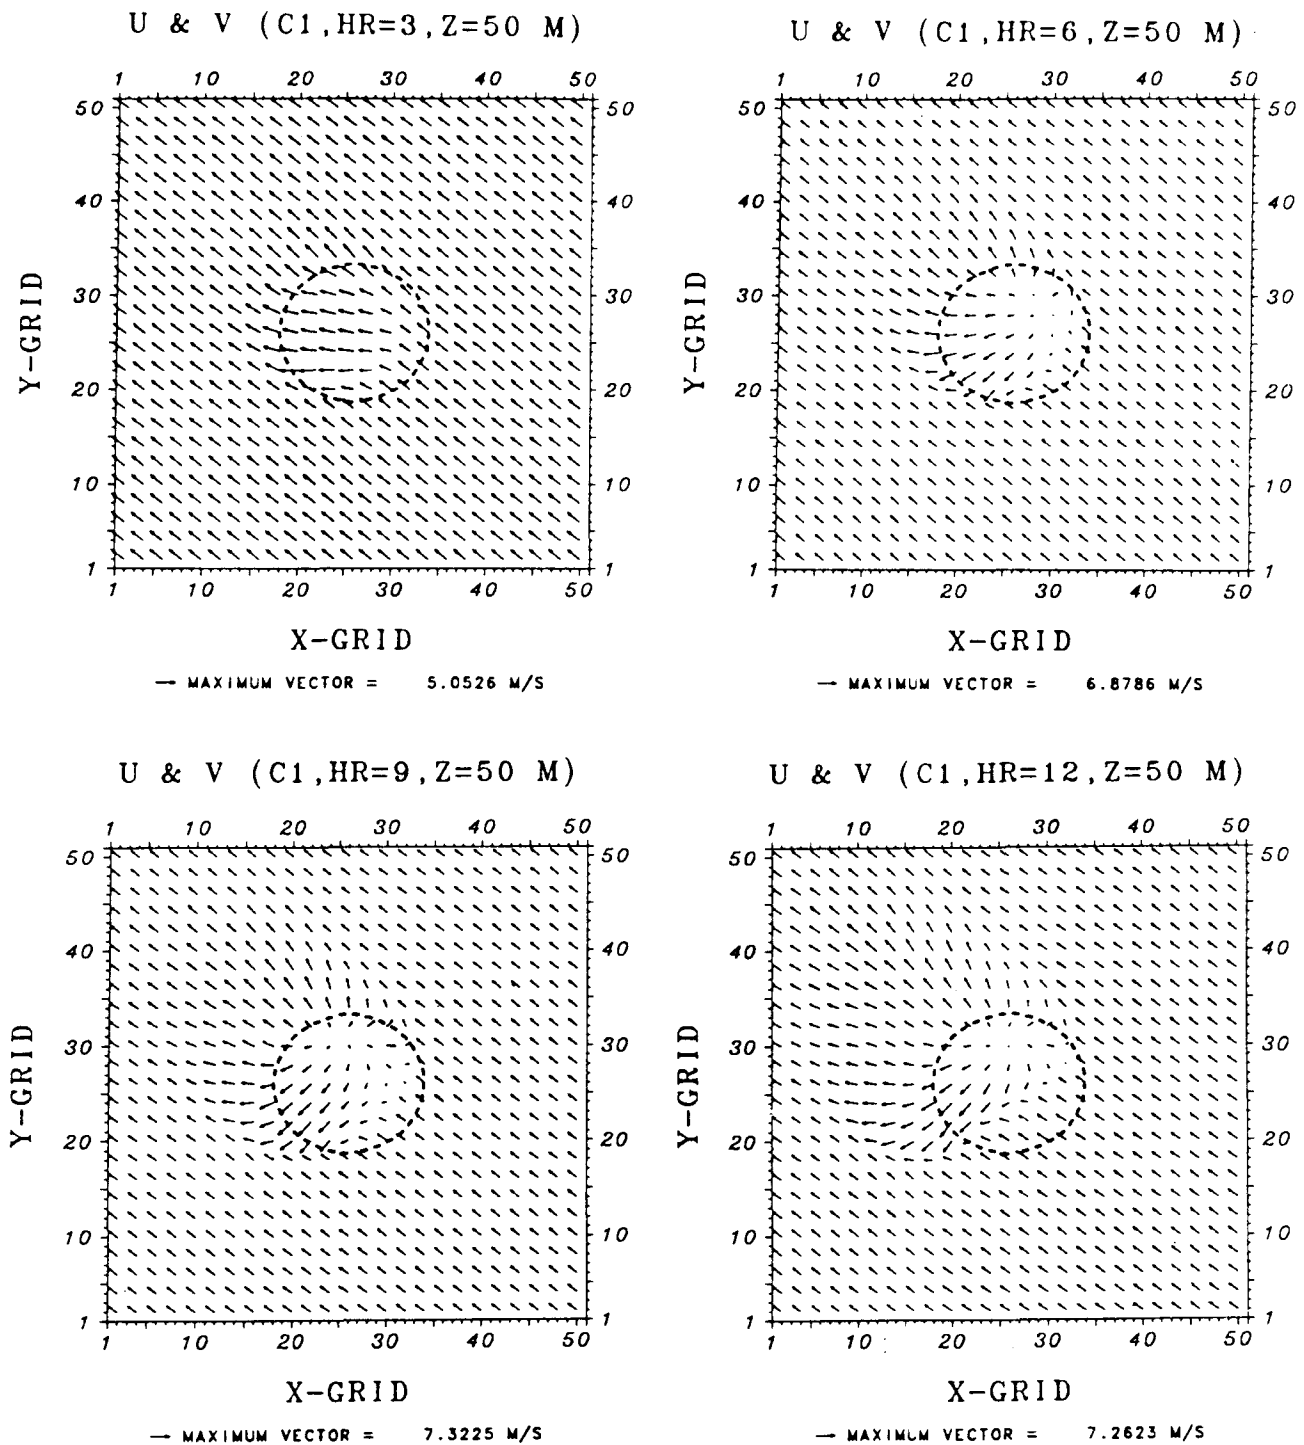 U & V (C1,HR=3,Z=50 M)
1 10 20 30 40 50
50 50
40 40
Y-GRID
30 30
20 20
10 10
1 1
1 10 20 30 40 50
X-GRID
→ MAXIMUM VECTOR = 5.0526 M/S
U & V (C1,HR=6,Z=50 M)
1 10 20 30 40 50
50 50
40 40
Y-GRID
30 30
20 20
10 10
1 1
1 10 20 30 40 50
X-GRID
→ MAXIMUM VECTOR = 6.8786 M/S
U & V (C1,HR=9,Z=50 M)
1 10 20 30 40 50
50 50
40 40
Y-GRID
30 30
20 20
10 10
1 1
1 10 20 30 40 50
X-GRID
→ MAXIMUM VECTOR = 7.3225 M/S
U & V (C1,HR=12,Z=50 M)
1 10 20 30 40 50
50 50
40 40
Y-GRID
30 30
20 20
10 10
1 1
1 10 20 30 40 50
X-GRID
→ MAXIMUM VECTOR = 7.2623 M/S